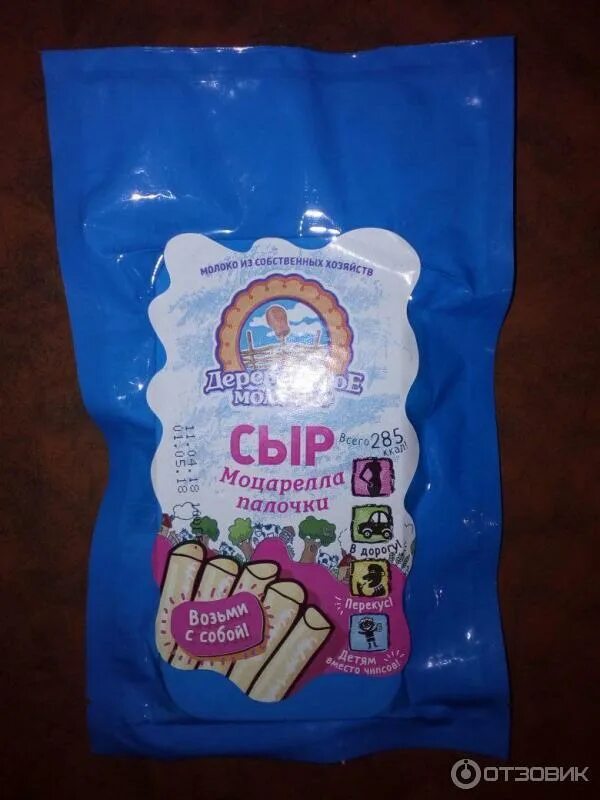 МОЛОКО ИЗ СОБСТВЕННЫХ ХОЗЯЙСТВ
СЫР
Моцарелла
палочки
Всего 285
ккал!
11.04.18
01.05.18
В дорогу!
Перекус!
Детям
вместо чипсов!
Возьми
с собой!
ОТЗОВИК